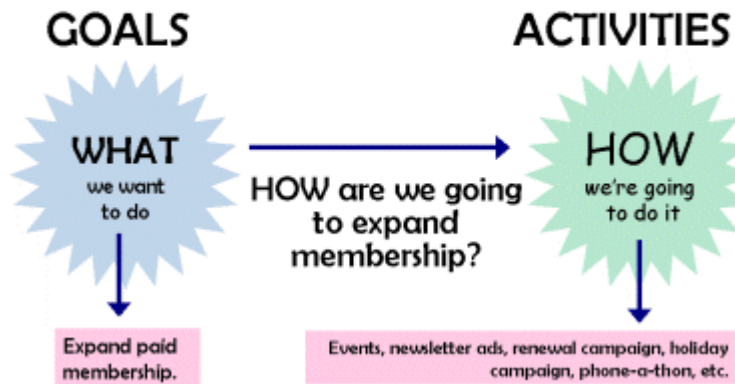 GOALS
ACTIVITIES
WHAT
we want
to do
HOW are we going
to expand
membership?
HOW
we're going
to do it
Expand paid
membership.
Events, newsletter ads, renewal campaign, holiday
campaign, phone-a-thon, etc.